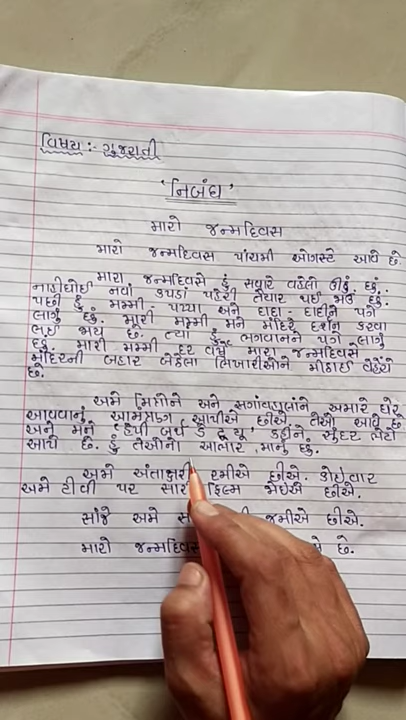 વિષય :- ગુજરાતી
'નિબંધ'
મારો જન્મદિવસ
મારો જન્મદિવસ પાંચમી ઓગસ્ટે આવે છે.
મારા જન્મદિવસે હું સવારે વહેલો ઊઠું છું.
નાહીધોઈ નવાં કપડાં પહેરી તૈયાર થઈ જાઉં છું.
પછી હું મમ્મી - પપ્પા અને દાદા - દાદીને પગે
લાગું છું. મારી મમ્મી મને મંદિરે દર્શન કરવા
લઈ જાય છે. ત્યાં હું ભગવાનને પગે લાગું
છું. મારી મમ્મી દર વર્ષે મારા જન્મદિવસે
મંદિરની બહાર બેઠેલા ભિખારીઓને મીઠાઈ વહેંચે
છે.
અમે મિત્રોને અને સગાંવહાલાંને અમારે ઘેર
આવવાનું આમંત્રણ આપીએ છીએ. તેઓ આવે છે
અને મને 'હેપી બર્થ ડે ટૂ યૂ' કહીને સુંદર ભેટો
આપે છે. હું તેઓનો આભાર માનું છું.
અમે અંતાક્ષરી રમીએ છીએ. કોઈવાર
અમે ટીવી પર સારી ફિલ્મ જોઈએ છીએ.
સાંજે અમે જમીએ છીએ.
મારો જન્મદિવસ છે.